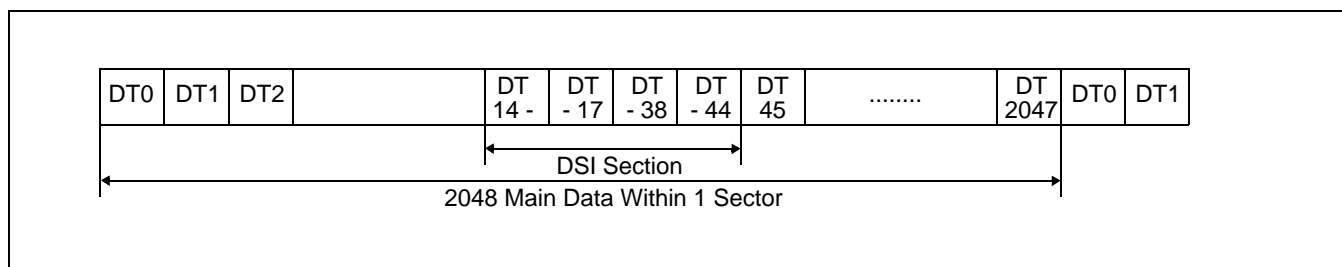 DT0 DT1 DT2 DT DT DT DT DT ........ DT DT0 DT1
14 - - 17 - 38 - 44 45 2047
DSI Section
2048 Main Data Within 1 Sector